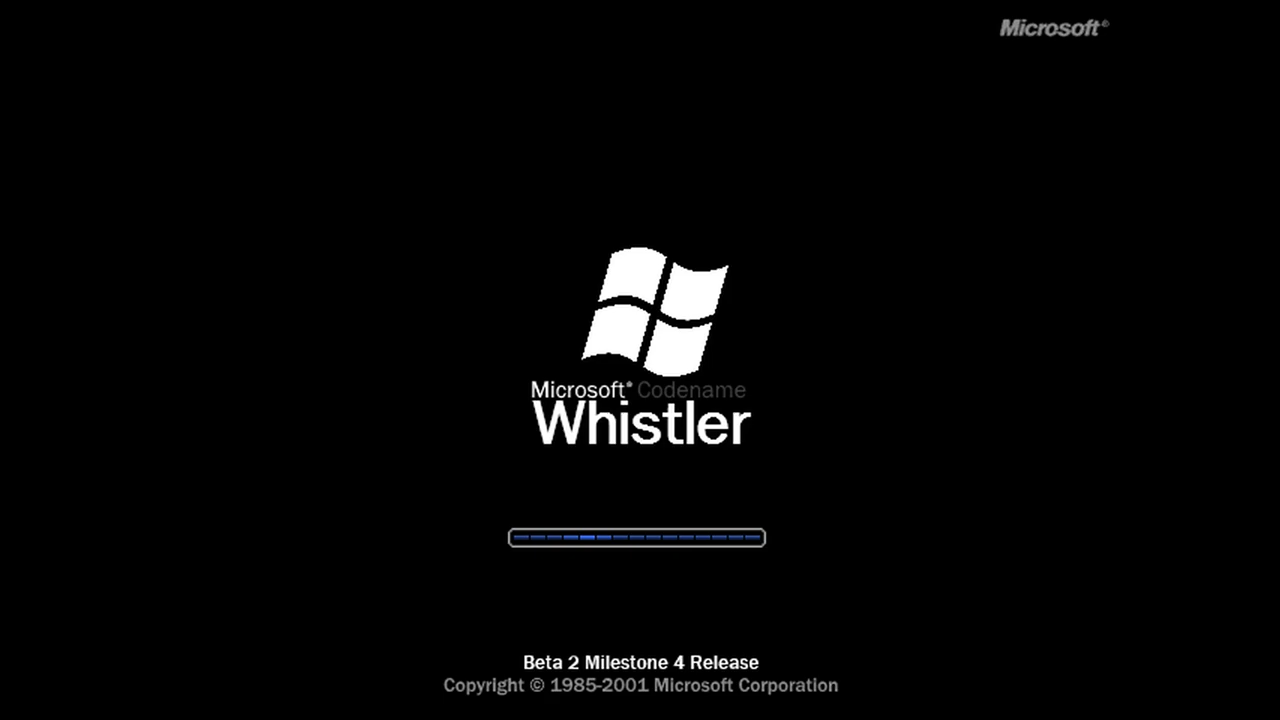 Microsoft®
Microsoft® Codename
Whistler
Beta 2 Milestone 4 Release
Copyright © 1985-2001 Microsoft Corporation